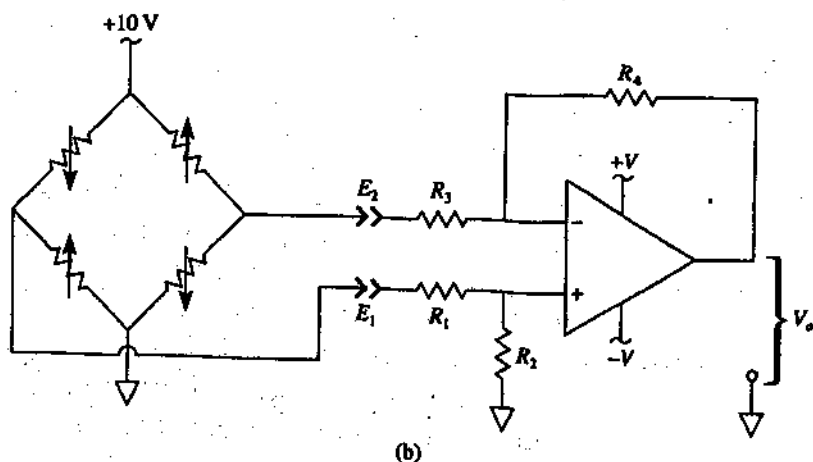 +10 V
R₄
+V
E₂
R₃
−
+
E₁
R₁
R₂
−V
Vₒ
(b)